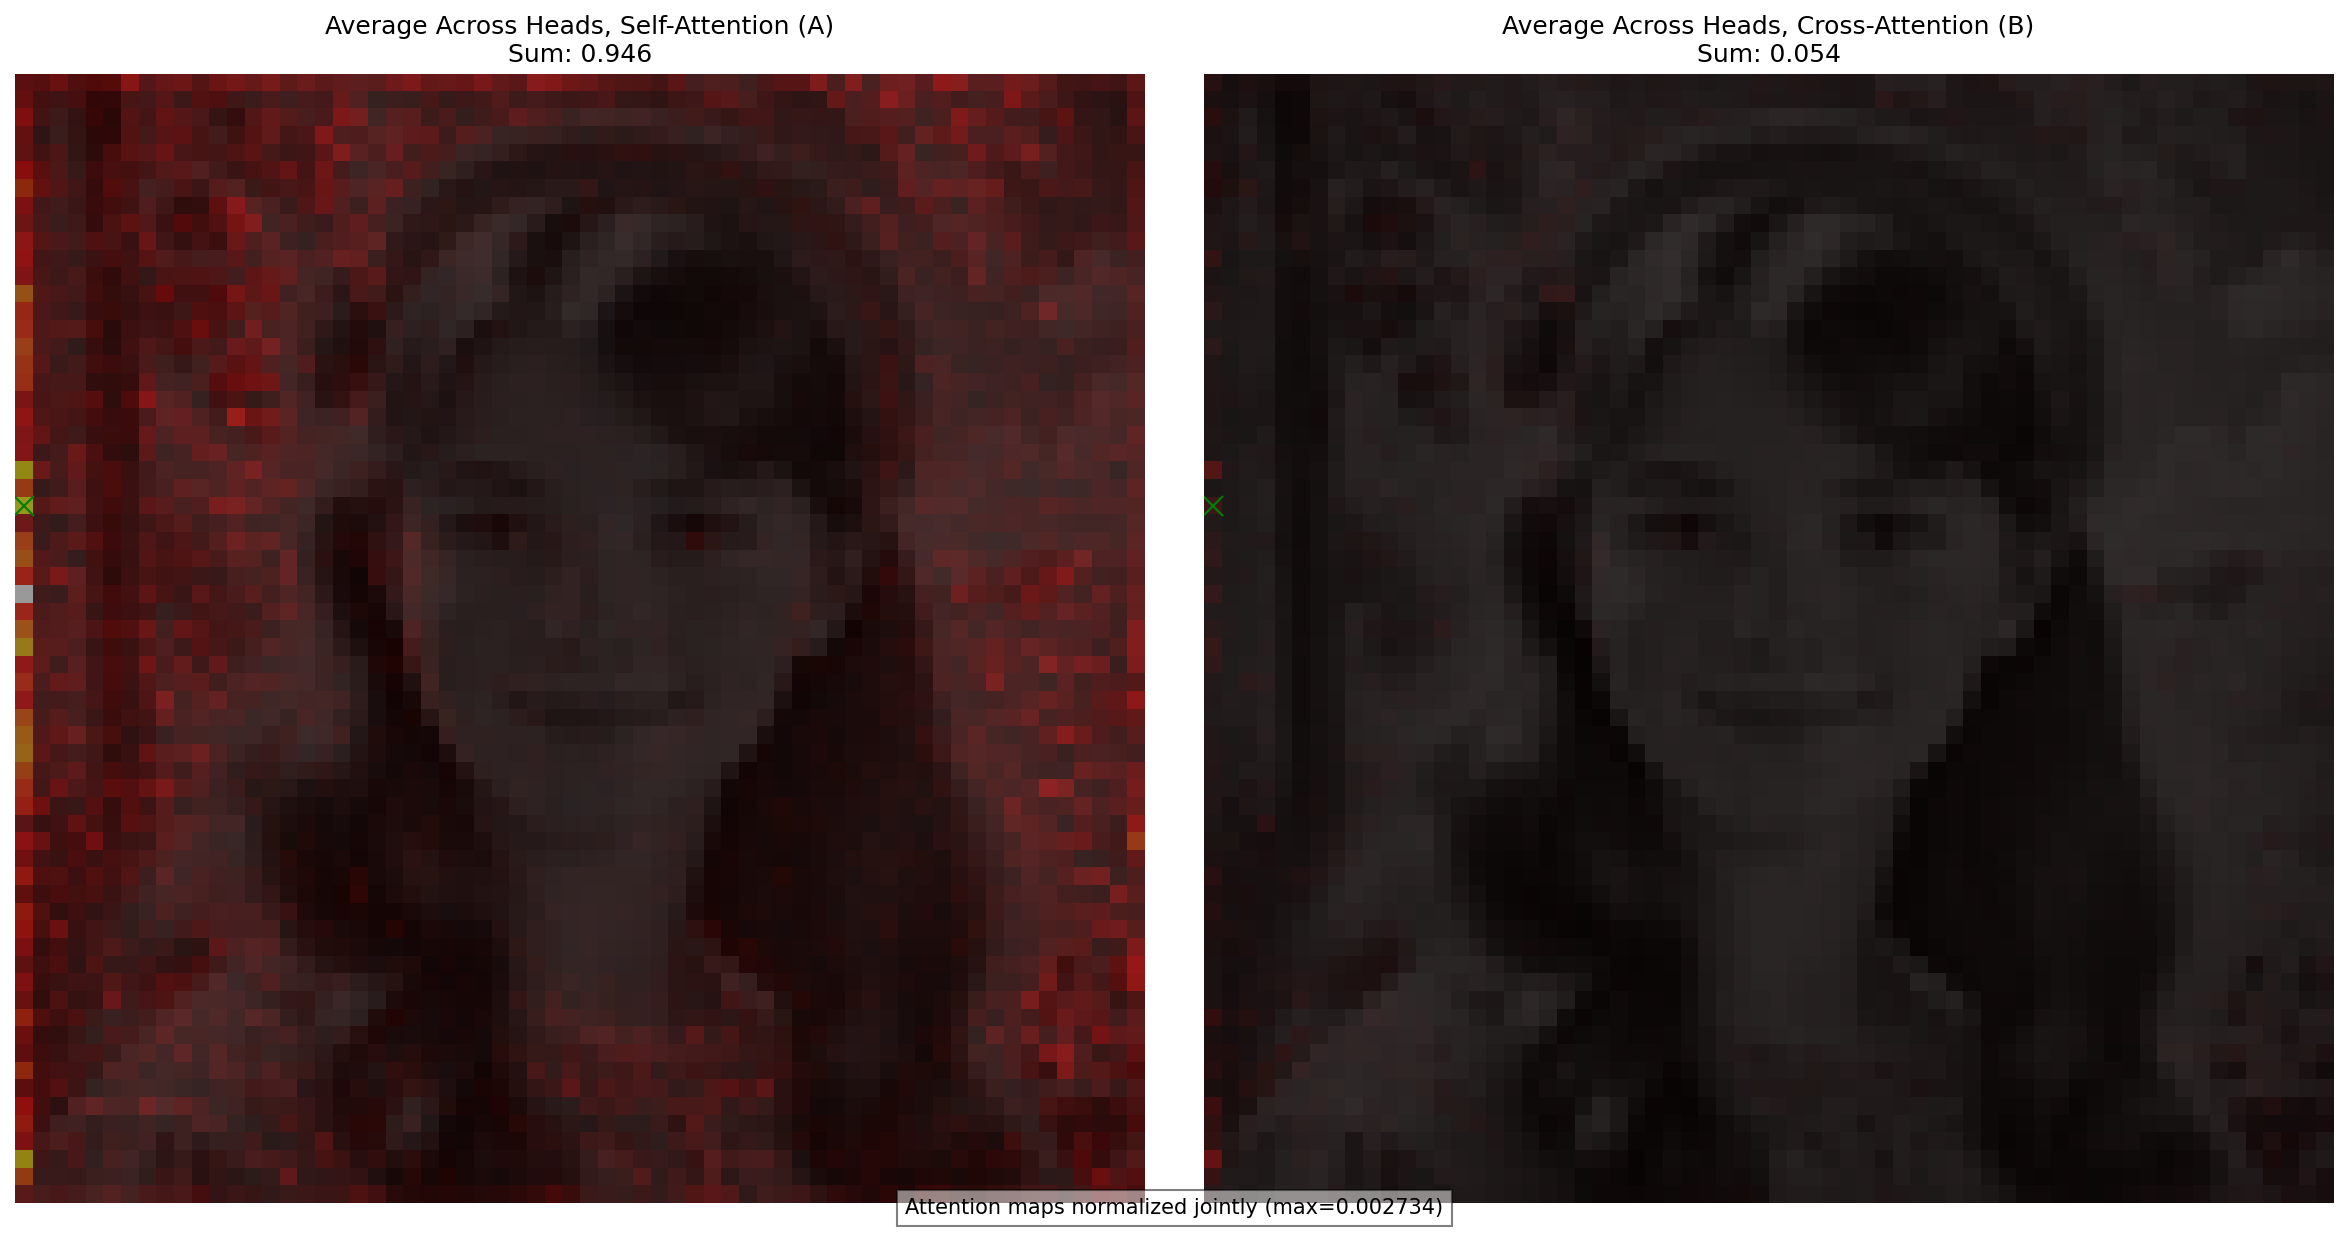 Average Across Heads, Self-Attention (A)
Sum: 0.946
Average Across Heads, Cross-Attention (B)
Sum: 0.054
Attention maps normalized jointly (max=0.002734)